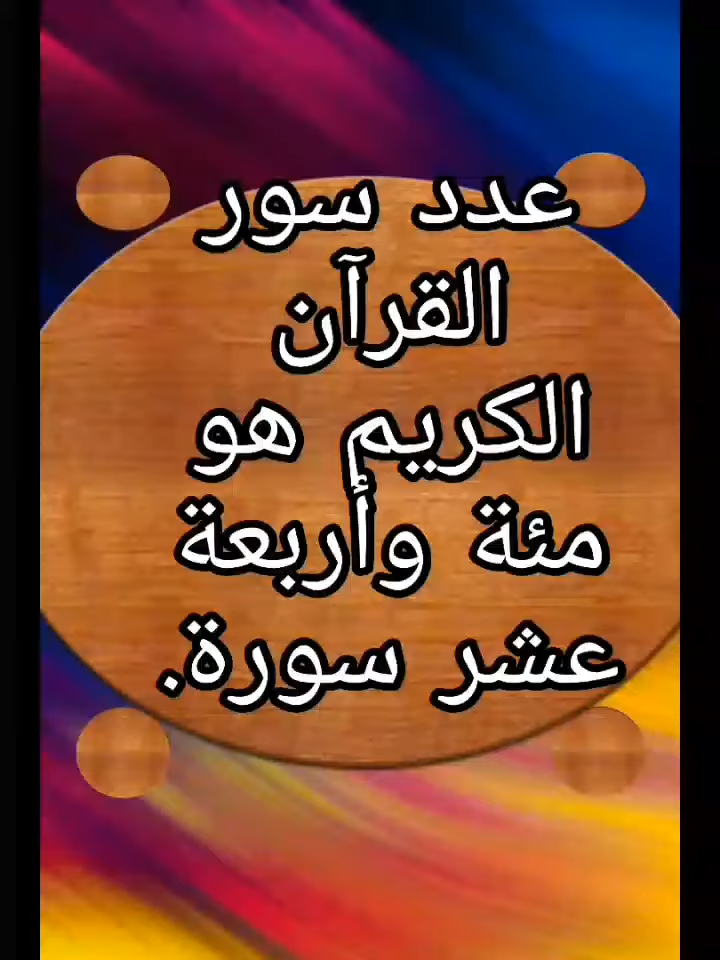 عدد سور
القرآن
الكريم هو
مئة وأربعة
عشر سورة.